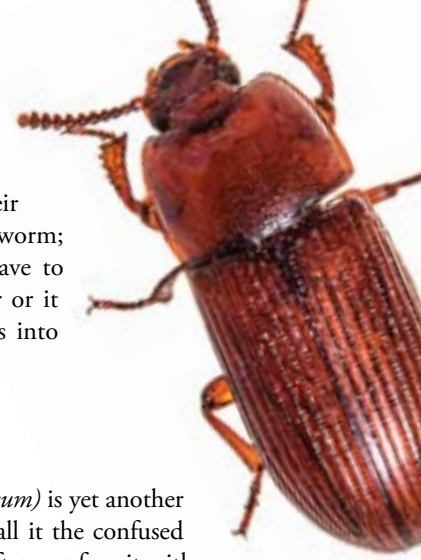 eir
worm;
ave to
r or it
s into
um) is yet another
all it the confused